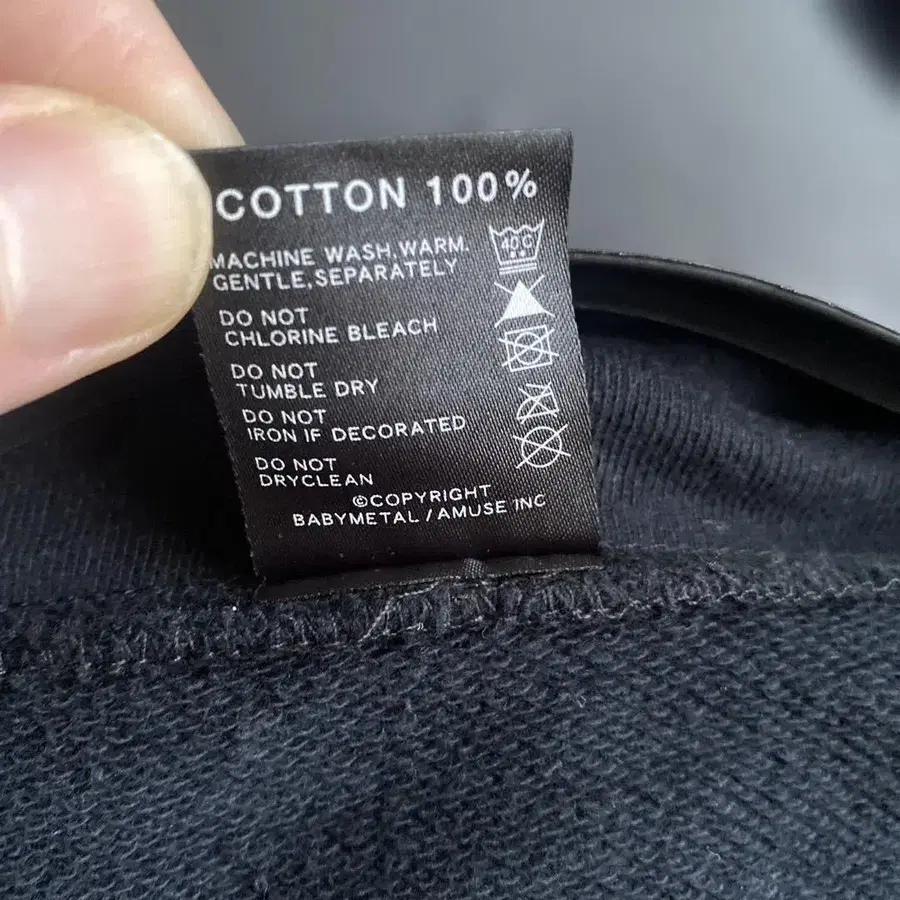 COTTON 100%
MACHINE WASH, WARM.
GENTLE, SEPARATELY
40 C
DO NOT
CHLORINE BLEACH
DO NOT
TUMBLE DRY
DO NOT
IRON IF DECORATED
DO NOT
DRYCLEAN
©COPYRIGHT
BABYMETAL / AMUSE INC